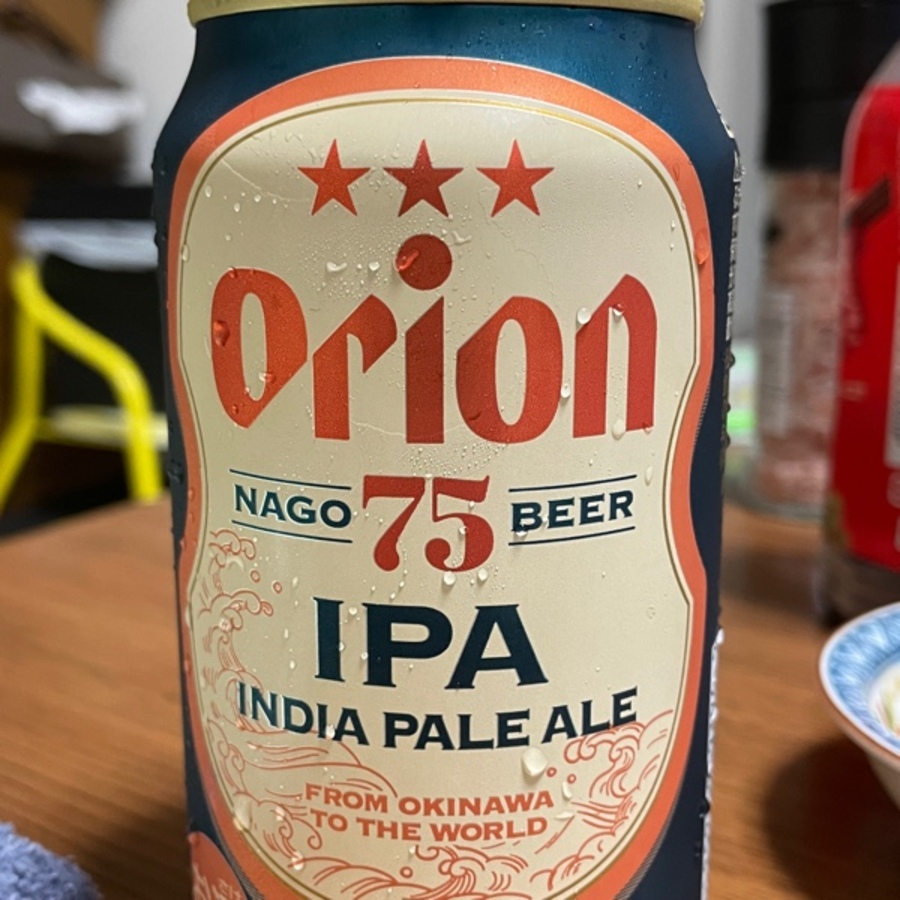 Orion
NAGO 75 BEER
IPA
INDIA PALE ALE
FROM OKINAWA
TO THE WORLD